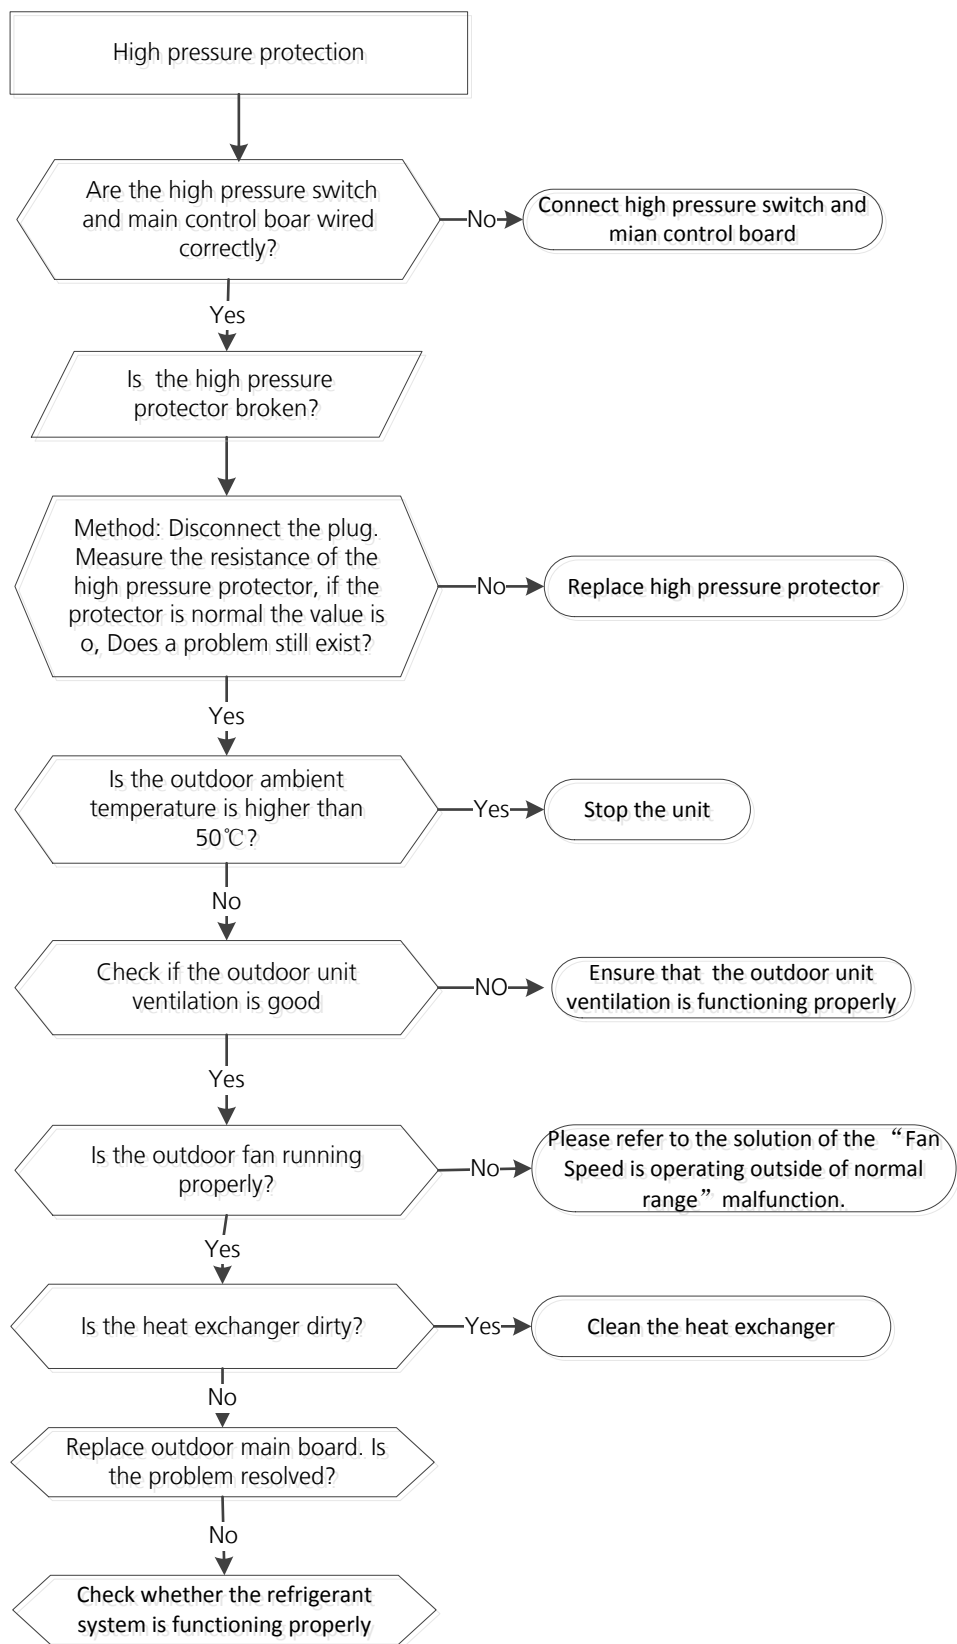 High pressure protection
Are the high pressure switch
and main control boar wired
correctly?
No
Connect high pressure switch and
mian control board
Yes
Is the high pressure
protector broken?
Method: Disconnect the plug.
Measure the resistance of the
high pressure protector, if the
protector is normal the value is
o, Does a problem still exist?
No
Replace high pressure protector
Yes
Is the outdoor ambient
temperature is higher than
50℃?
Yes
Stop the unit
No
Check if the outdoor unit
ventilation is good
NO
Ensure that the outdoor unit
ventilation is functioning properly
Yes
Is the outdoor fan running
properly?
No
Please refer to the solution of the “Fan
Speed is operating outside of normal
range” malfunction.
Yes
Is the heat exchanger dirty?
Yes
Clean the heat exchanger
No
Replace outdoor main board. Is
the problem resolved?
No
Check whether the refrigerant
system is functioning properly